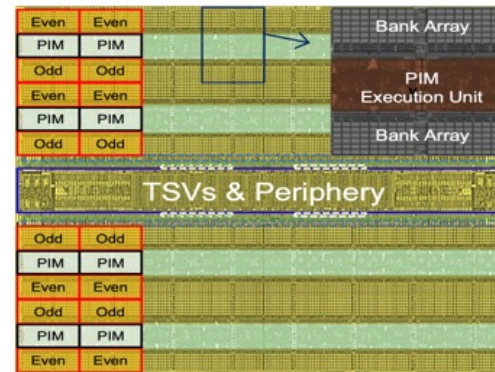 Even Even
PIM PIM
Odd Odd
Even Even
PIM PIM
Odd Odd
Bank Array
PIM
Execution Unit
Bank Array
TSVs & Periphery
Odd Odd
PIM PIM
Even Even
Odd Odd
PIM PIM
Even Even